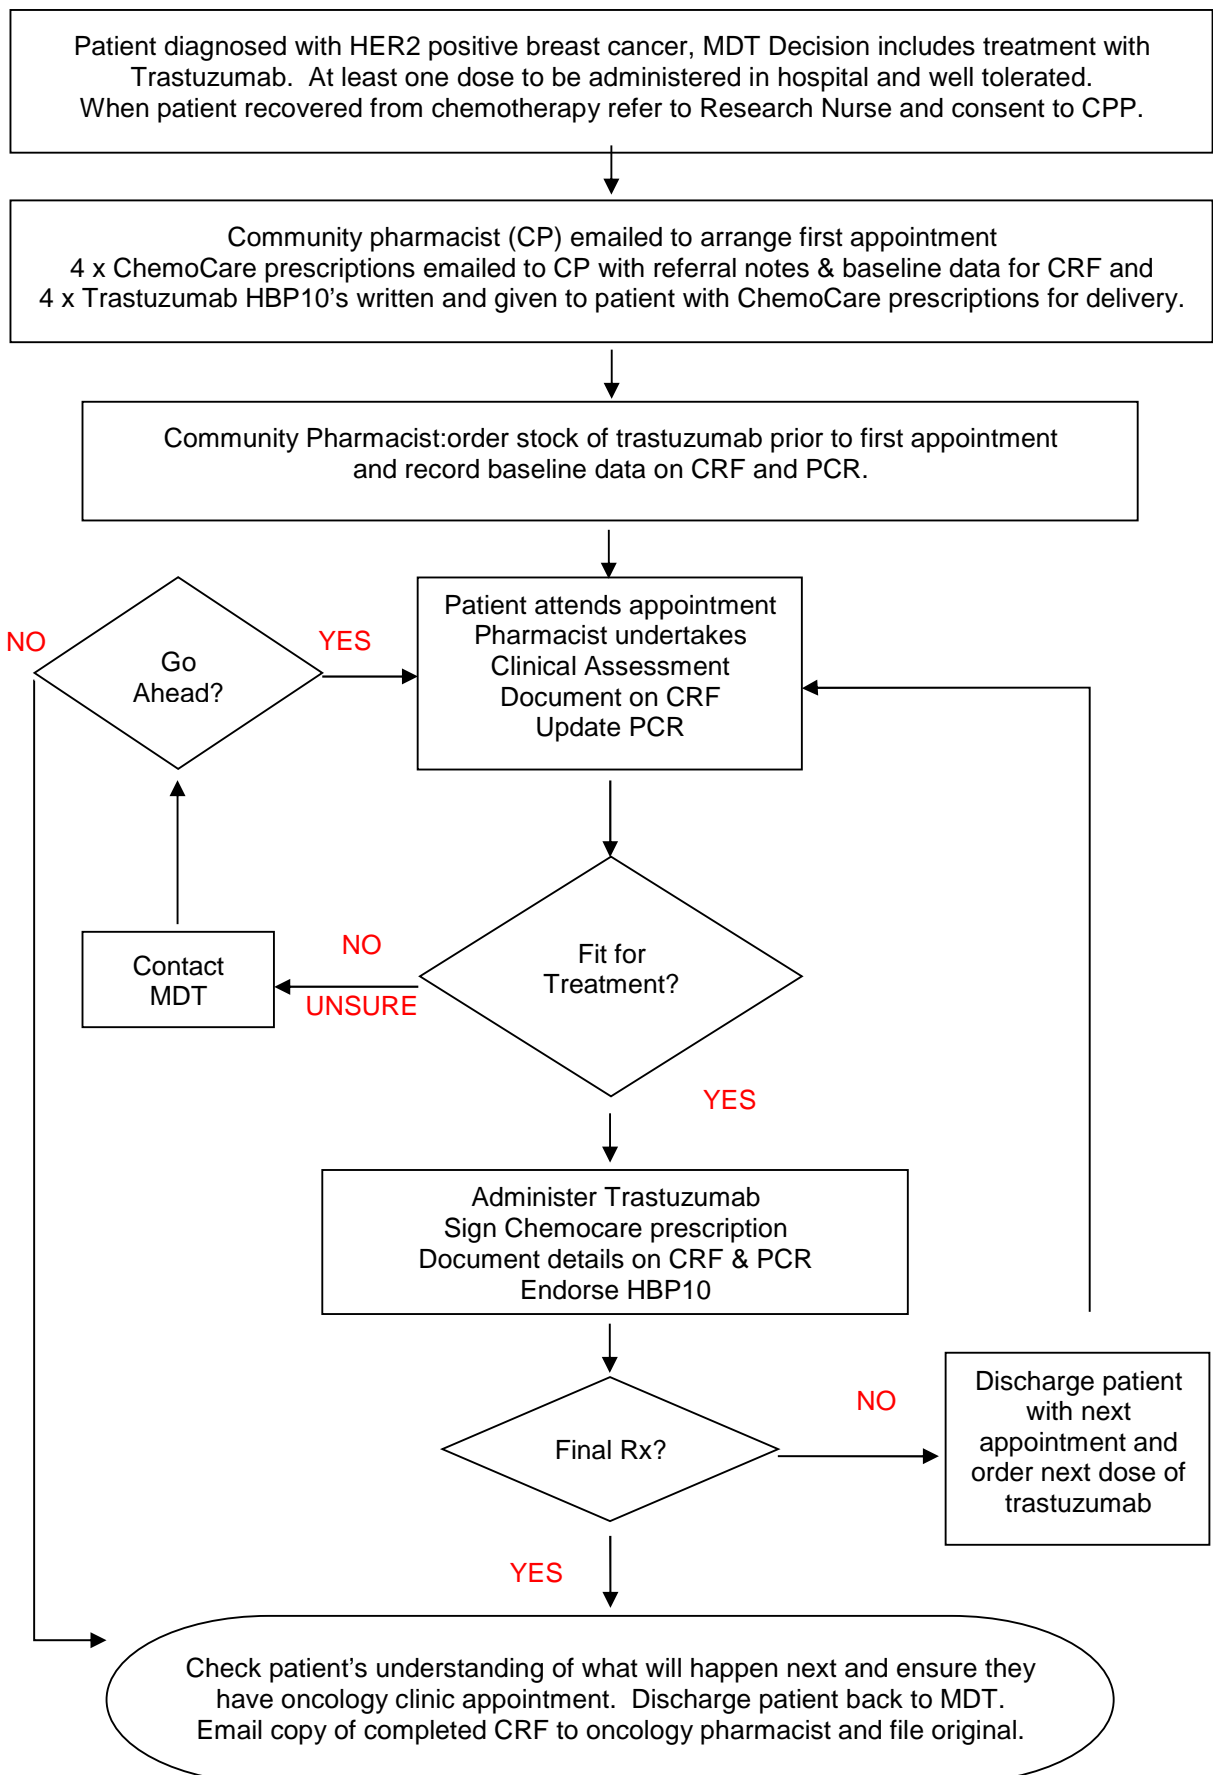 Patient diagnosed with HER2 positive breast cancer, MDT Decision includes treatment with
Trastuzumab.  At least one dose to be administered in hospital and well tolerated.
When patient recovered from chemotherapy refer to Research Nurse and consent to CPP.
Community pharmacist (CP) emailed to arrange first appointment
4 x ChemoCare prescriptions emailed to CP with referral notes & baseline data for CRF and
4 x Trastuzumab HBP10's written and given to patient with ChemoCare prescriptions for delivery.
Community Pharmacist:order stock of trastuzumab prior to first appointment
and record baseline data on CRF and PCR.
NO
Go
Ahead?
YES
Patient attends appointment
Pharmacist undertakes
Clinical Assessment
Document on CRF
Update PCR
Contact
MDT
NO
UNSURE
Fit for
Treatment?
YES
Administer Trastuzumab
Sign Chemocare prescription
Document details on CRF & PCR
Endorse HBP10
Final Rx?
NO
Discharge patient
with next
appointment and
order next dose of
trastuzumab
YES
Check patient's understanding of what will happen next and ensure they
have oncology clinic appointment.  Discharge patient back to MDT.
Email copy of completed CRF to oncology pharmacist and file original.